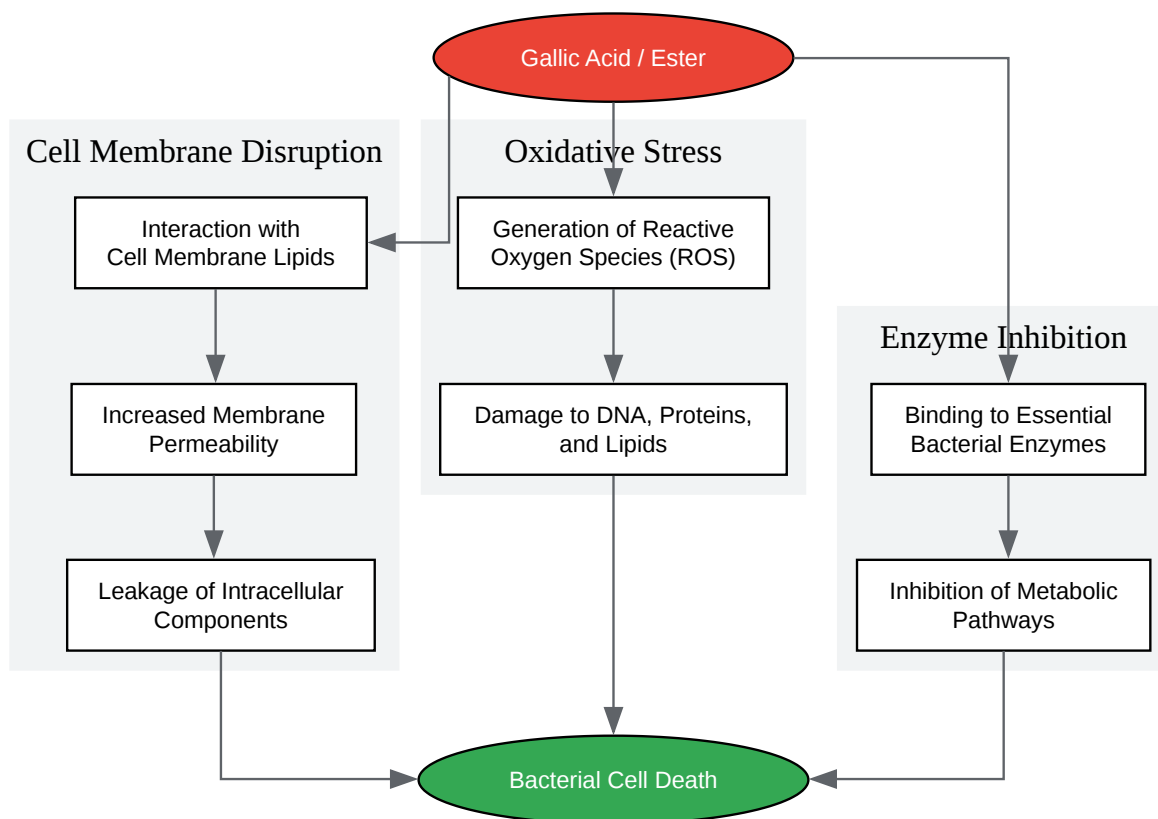 Gallic Acid / Ester
Cell Membrane Disruption
Interaction with
Cell Membrane Lipids
Increased Membrane
Permeability
Leakage of Intracellular
Components
Oxidative Stress
Generation of Reactive
Oxygen Species (ROS)
Damage to DNA, Proteins,
and Lipids
Enzyme Inhibition
Binding to Essential
Bacterial Enzymes
Inhibition of Metabolic
Pathways
Bacterial Cell Death